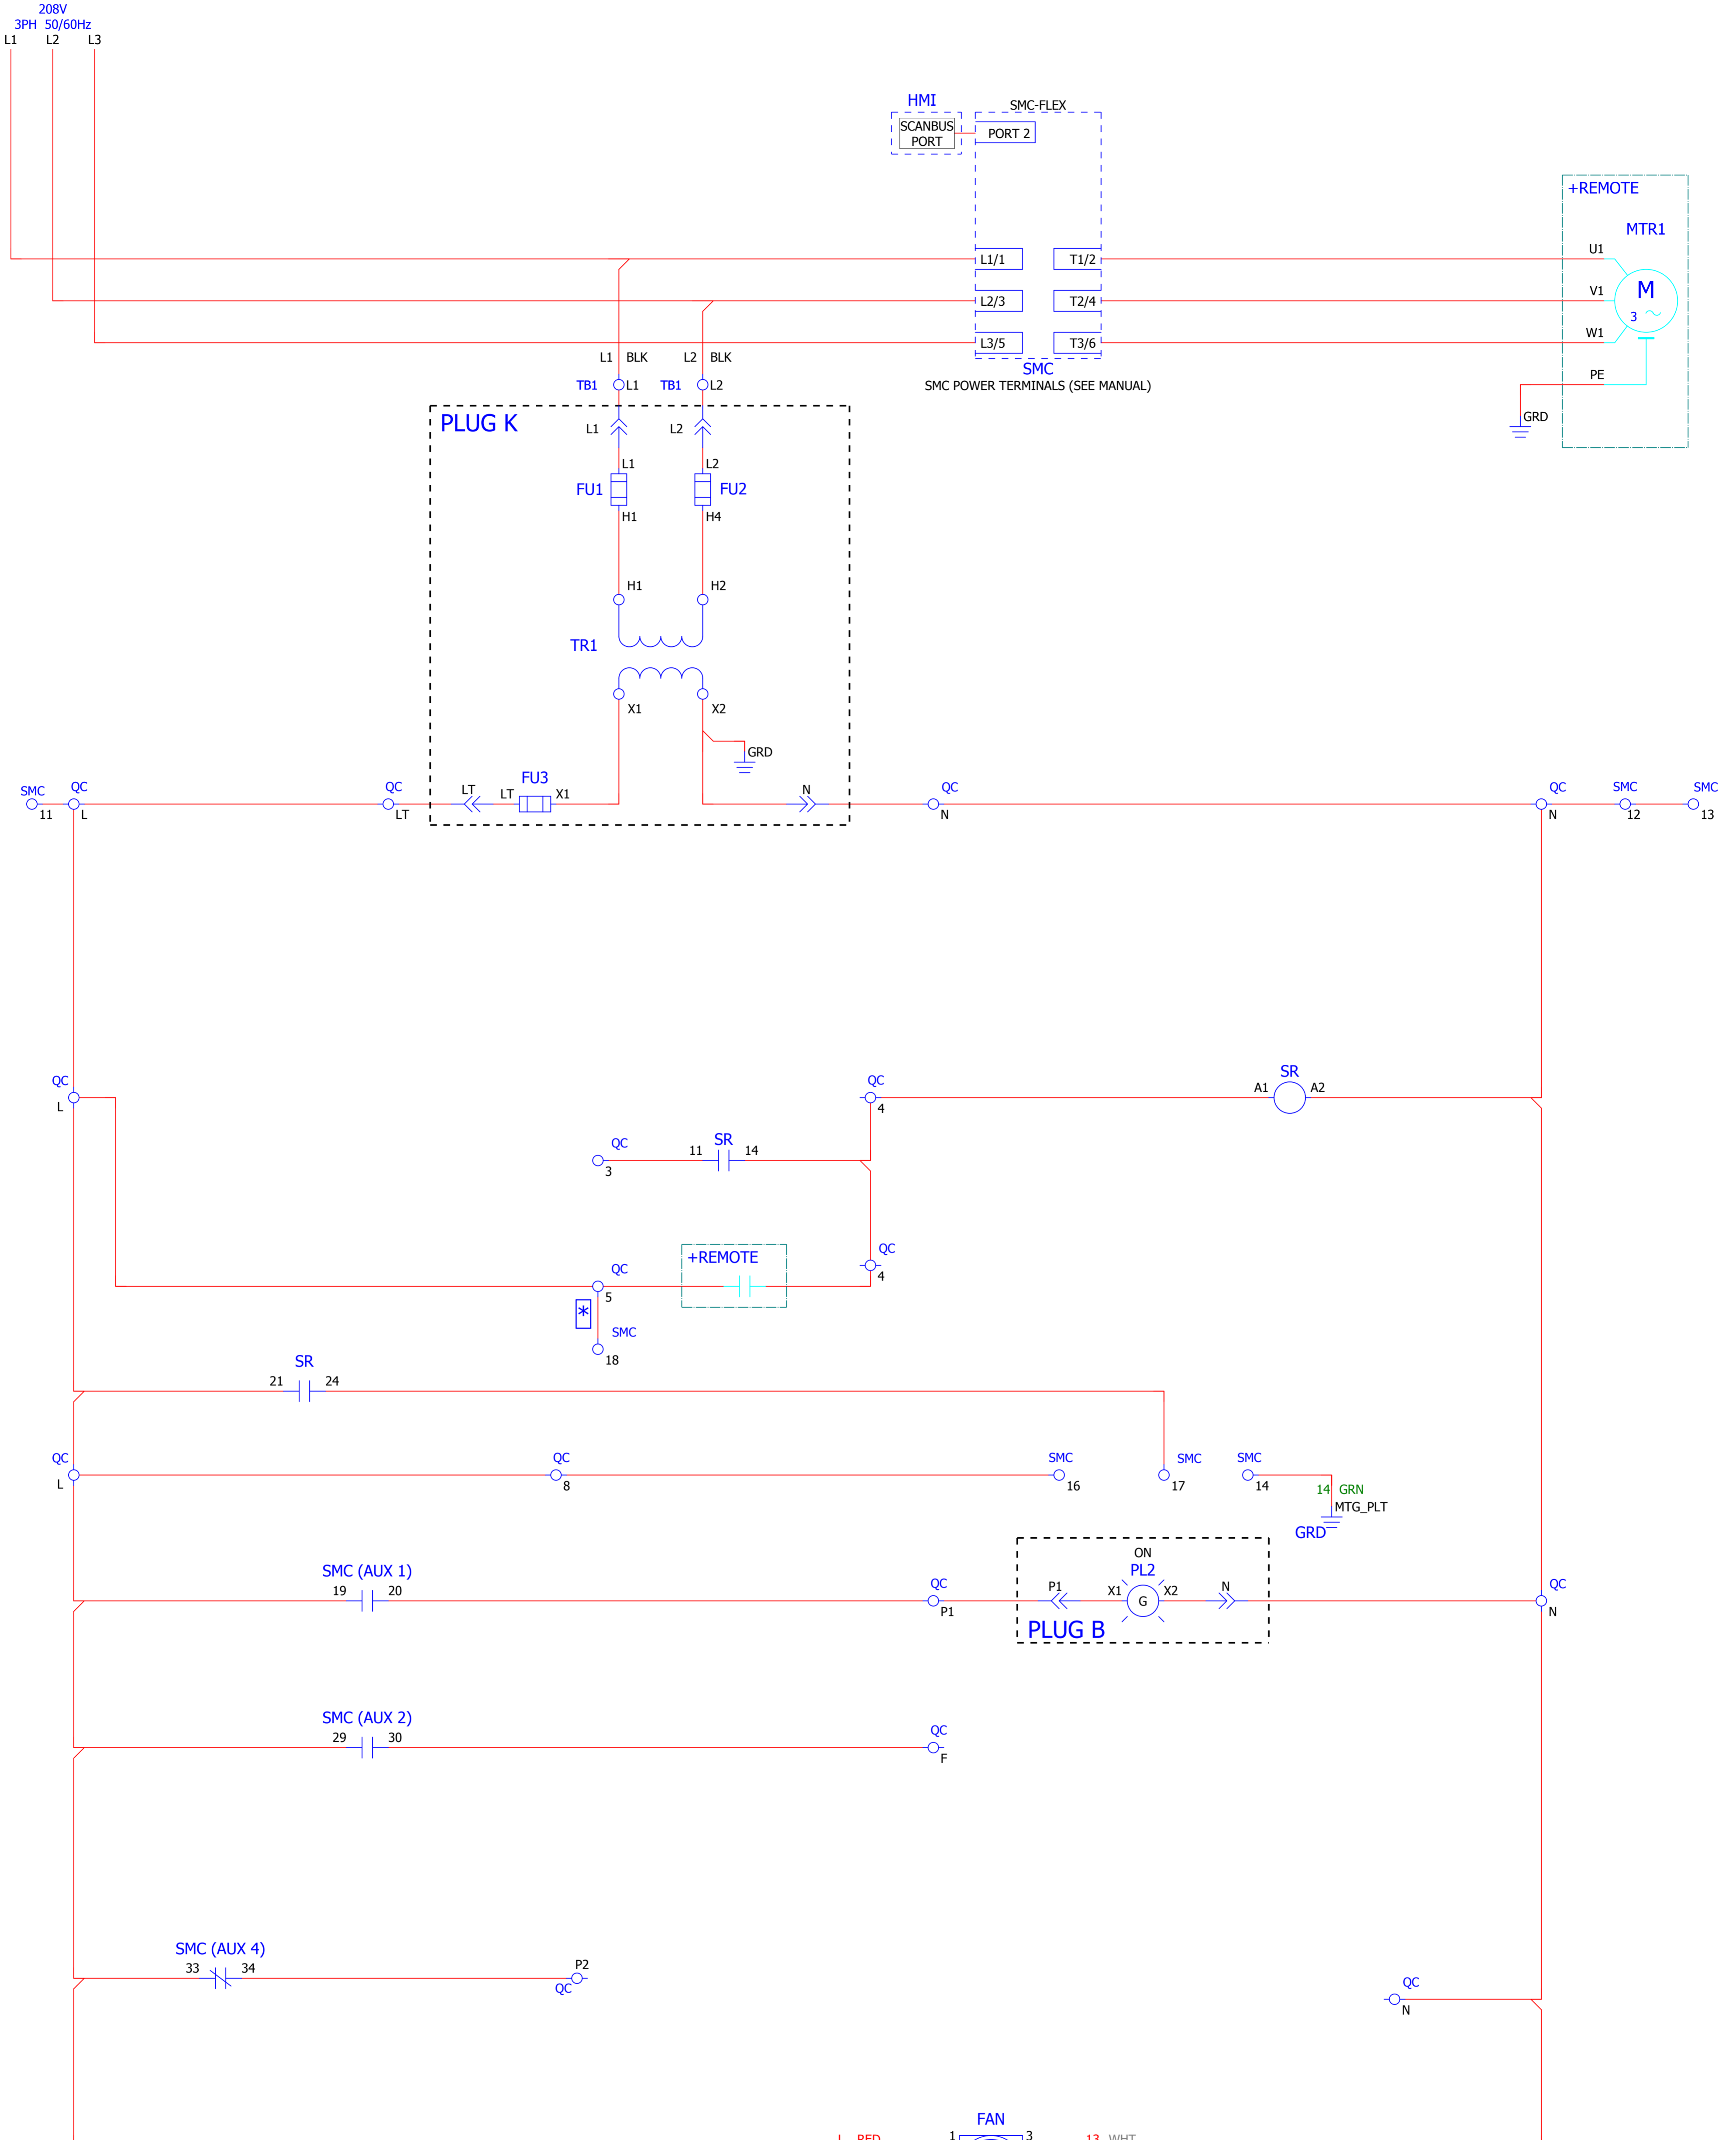 208V
3PH 50/60Hz
L1 L2 L3
HMI
SMC-FLEX
SCANBUS
PORT
PORT 2
+REMOTE
MTR1
U1
L1/1 T1/2
V1 M
L2/3 T2/4
3
W1
L3/5 T3/6
L1 BLK L2 BLK
SMC
PE
TB1 L1 TB1 L2
SMC POWER TERMINALS (SEE MANUAL)
GRD
PLUG K
L1 L2
L1 L2
FU1 FU2
H1 H4
H1 H2
TR1
X1 X2
GRD
FU3
SMC QC QC LT LT X1 N QC QC SMC SMC
11 L LT N N 12 13
QC QC SR
L 4 A1 A2
QC 11 SR 14
3
QC
4
+REMOTE
QC
5
*
SMC
18
SR
21 24
QC QC SMC SMC SMC
L 8 16 17 14
14 GRN
MTG_PLT
GRD
ON
PL2
SMC (AUX 1)
19 20
QC P1 X1 G X2 N QC
P1 N
PLUG B
SMC (AUX 2)
29 30
QC
F
SMC (AUX 4)
33 34
P2
QC
QC
N
FAN
L RED 1 3 13 WHT